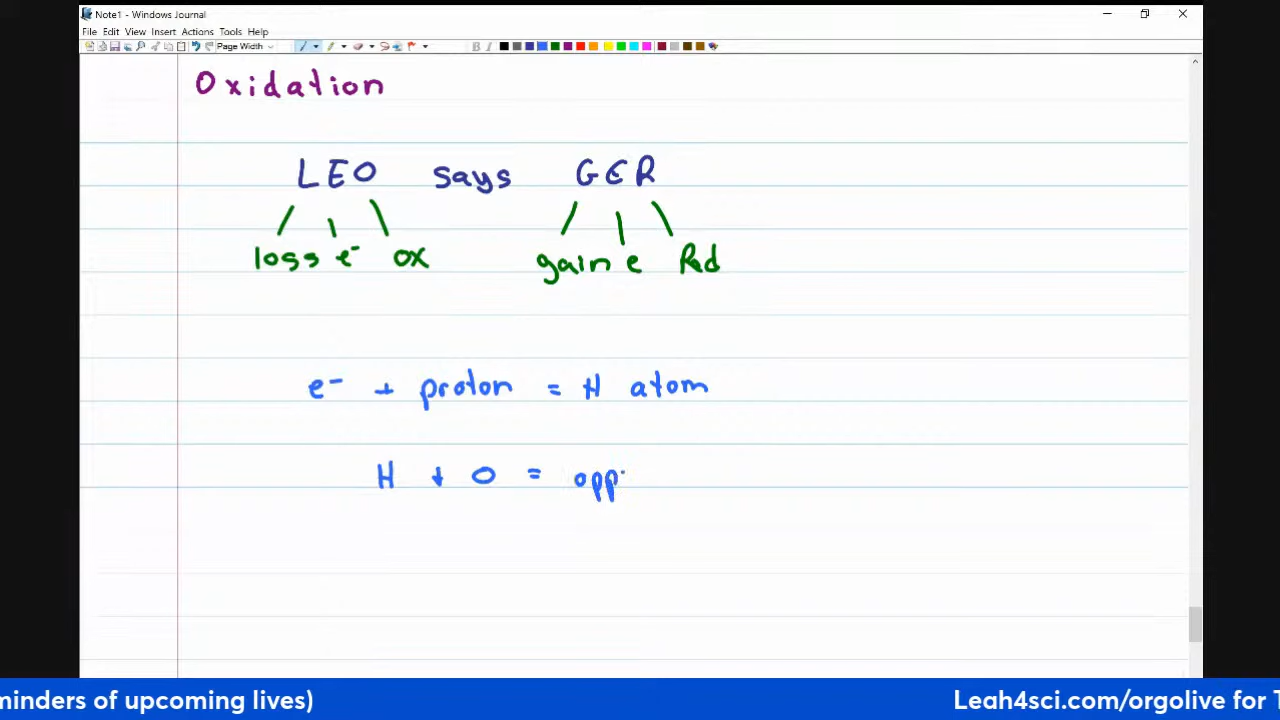 Note1 - Windows Journal
File Edit View Insert Actions Tools Help
Page Width
B I
Oxidation
LEO says GER
loss e⁻ ox gain e Red
e⁻ + proton = H atom
H + O = opp
minders of upcoming lives) Leah4sci.com/orgolive for T